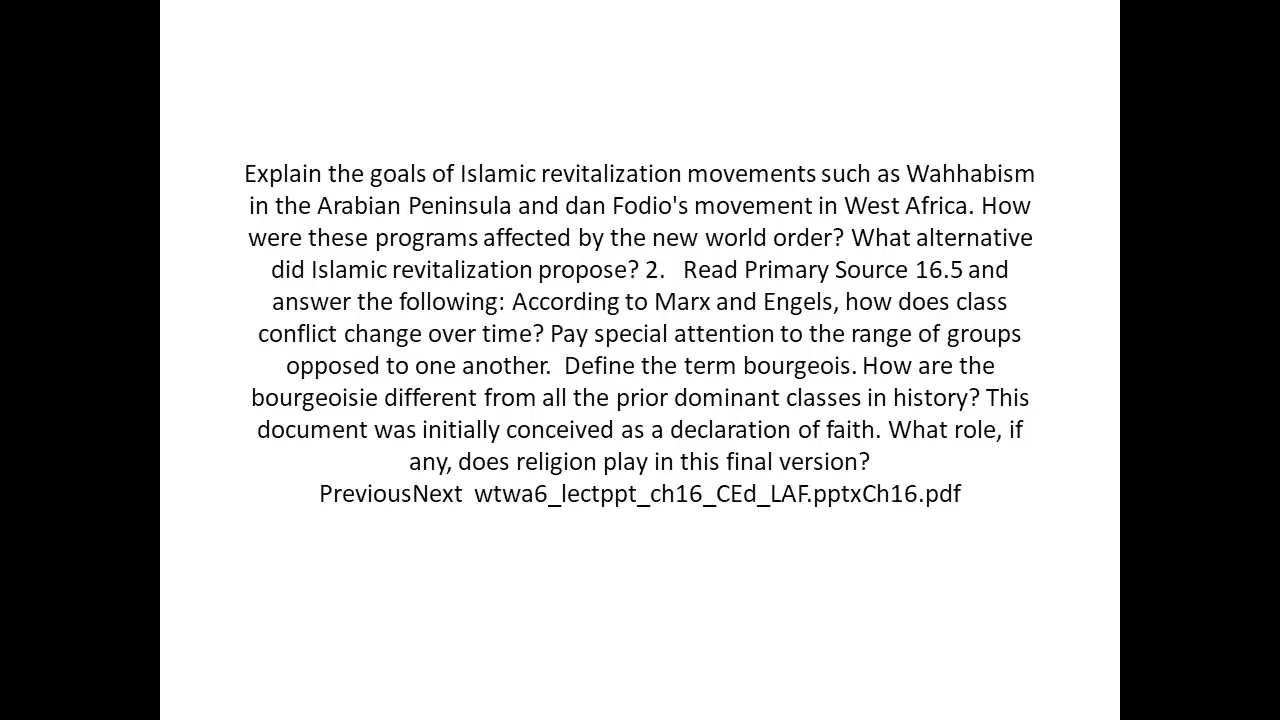 Explain the goals of Islamic revitalization movements such as Wahhabism
in the Arabian Peninsula and dan Fodio's movement in West Africa. How
were these programs affected by the new world order? What alternative
did Islamic revitalization propose? 2.   Read Primary Source 16.5 and
answer the following: According to Marx and Engels, how does class
conflict change over time? Pay special attention to the range of groups
opposed to one another.  Define the term bourgeois. How are the
bourgeoisie different from all the prior dominant classes in history? This
document was initially conceived as a declaration of faith. What role, if
any, does religion play in this final version?
PreviousNext  wtwa6_lectppt_ch16_CEd_LAF.pptxCh16.pdf